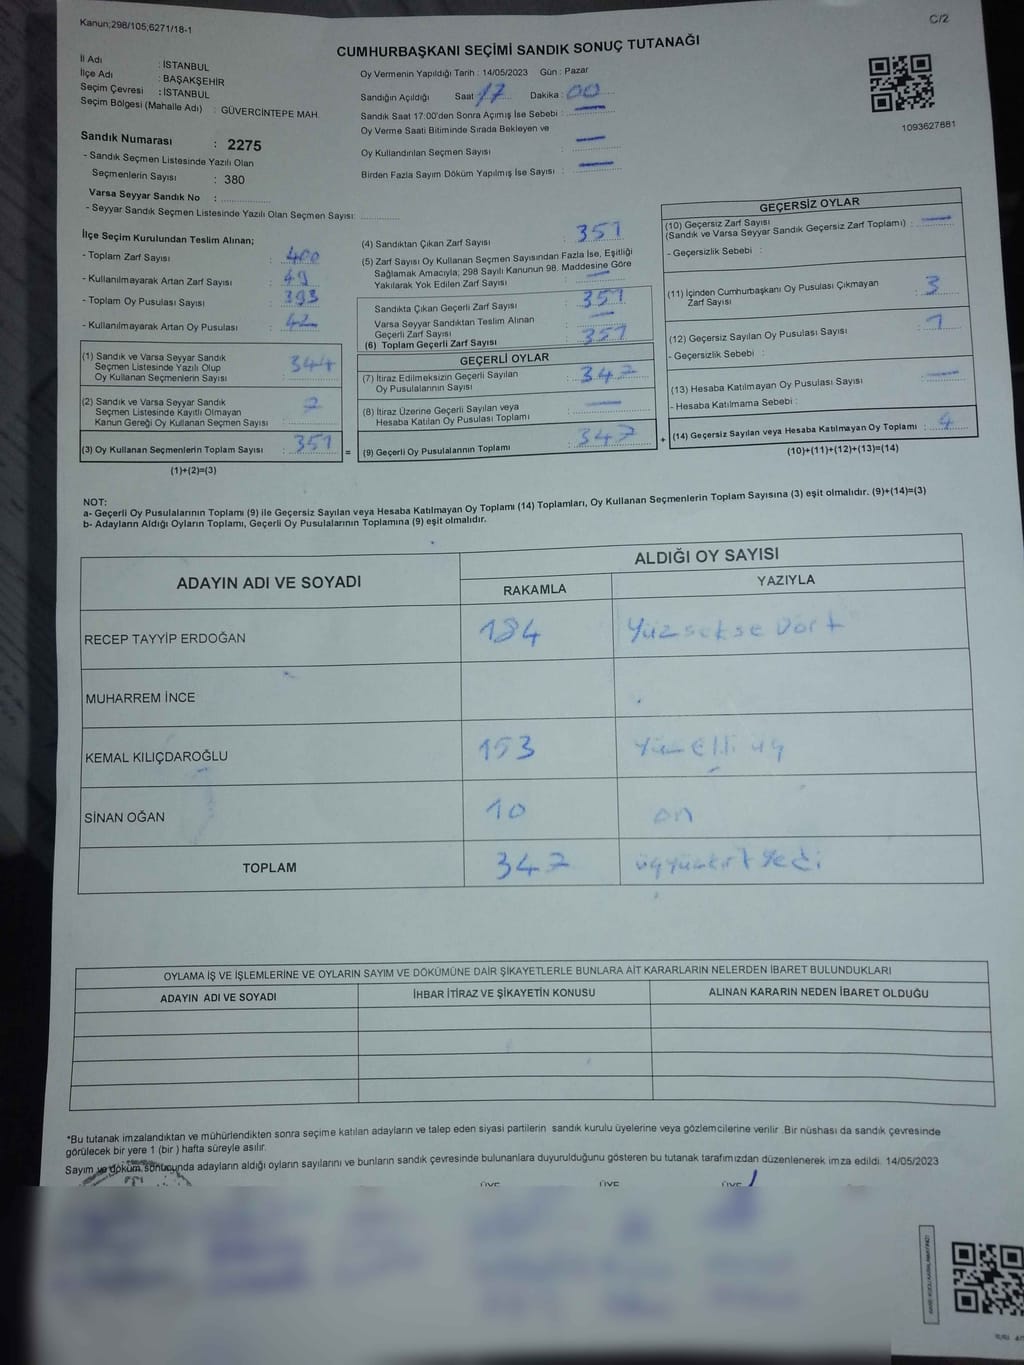 Kanun;298/105;6271/18-1
C/2
CUMHURBAŞKANI SEÇİMİ SANDIK SONUÇ TUTANAĞI
İl Adı : İSTANBUL
İlçe Adı : BAŞAKŞEHİR
Seçim Çevresi : İSTANBUL
Seçim Bölgesi (Mahalle Adı) : GÜVERCİNTEPE MAH.
Sandık Numarası : 2275
- Sandık Seçmen Listesinde Yazılı Olan
Seçmenlerin Sayısı : 380
Varsa Seyyar Sandık No :
- Seyyar Sandık Seçmen Listesinde Yazılı Olan Seçmen Sayısı:
Oy Vermenin Yapıldığı Tarih : 14/05/2023 Gün : Pazar
Sandığın Açıldığı Saat : 17 Dakika : 00
Sandık Saat 17:00'den Sonra Açımış İse Sebebi : —
Oy Verme Saati Bitiminde Sırada Bekleyen ve
Oy Kullandırılan Seçmen Sayısı : —
Birden Fazla Sayım Döküm Yapılmış İse Sayısı : —
1093627881
İlçe Seçim Kurulundan Teslim Alınan;
- Toplam Zarf Sayısı : 400
- Kullanılmayarak Artan Zarf Sayısı : 49
- Toplam Oy Pusulası Sayısı : 393
- Kullanılmayarak Artan Oy Pusulası : 42
(1) Sandık ve Varsa Seyyar Sandık
Seçmen Listesinde Yazılı Olup
Oy Kullanan Seçmenlerin Sayısı : 344
(2) Sandık ve Varsa Seyyar Sandık
Seçmen Listesinde Kayıtlı Olmayan
Kanun Gereği Oy Kullanan Seçmen Sayısı : 7
(3) Oy Kullanan Seçmenlerin Toplam Sayısı : 351
(1)+(2)=(3)
(4) Sandıktan Çıkan Zarf Sayısı : 351
(5) Zarf Sayısı Oy Kullanan Seçmen Sayısından Fazla İse, Eşitliği
Sağlamak Amacıyla; 298 Sayılı Kanunun 98. Maddesine Göre
Yakılarak Yok Edilen Zarf Sayısı : —
Sandıkta Çıkan Geçerli Zarf Sayısı : 351
Varsa Seyyar Sandıktan Teslim Alınan
Geçerli Zarf Sayısı : —
(6) Toplam Geçerli Zarf Sayısı : 351
=
GEÇERLİ OYLAR
(7) İtiraz Edilmeksizin Geçerli Sayılan
Oy Pusulalarının Sayısı : 347
(8) İtiraz Üzerine Geçerli Sayılan veya
Hesaba Katılan Oy Pusulası Toplamı : —
(9) Geçerli Oy Pusulalarının Toplamı : 347
+
GEÇERSİZ OYLAR
(10) Geçersiz Zarf Sayısı
(Sandık ve Varsa Seyyar Sandık Geçersiz Zarf Toplamı) : —
- Geçersizlik Sebebi :
(11) İçinden Cumhurbaşkanı Oy Pusulası Çıkmayan
Zarf Sayısı : 3
(12) Geçersiz Sayılan Oy Pusulası Sayısı : 1
- Geçersizlik Sebebi :
(13) Hesaba Katılmayan Oy Pusulası Sayısı : —
- Hesaba Katılmama Sebebi :
(14) Geçersiz Sayılan veya Hesaba Katılmayan Oy Toplamı : 4
(10)+(11)+(12)+(13)=(14)
NOT:
a- Geçerli Oy Pusulalarının Toplamı (9) ile Geçersiz Sayılan veya Hesaba Katılmayan Oy Toplamı (14) Toplamları, Oy Kullanan Seçmenlerin Toplam Sayısına (3) eşit olmalıdır. (9)+(14)=(3)
b- Adayların Aldığı Oyların Toplamı, Geçerli Oy Pusulalarının Toplamına (9) eşit olmalıdır.
ADAYIN ADI VE SOYADI
ALDIĞI OY SAYISI
RAKAMLA YAZIYLA
RECEP TAYYİP ERDOĞAN 184 yüzseksedört
MUHARREM İNCE
KEMAL KILIÇDAROĞLU 153 yüzelliüç
SİNAN OĞAN 10 on
TOPLAM 347 üçyüzkırkyedi
OYLAMA İŞ VE İŞLEMLERİNE VE OYLARIN SAYIM VE DÖKÜMÜNE DAİR ŞİKAYETLERLE BUNLARA AİT KARARLARIN NELERDEN İBARET BULUNDUKLARI
ADAYIN ADI VE SOYADI İHBAR İTİRAZ VE ŞİKAYETİN KONUSU ALINAN KARARIN NEDEN İBARET OLDUĞU
*Bu tutanak imzalandıktan ve mühürlendikten sonra seçime katılan adayların ve talep eden siyasi partilerin sandık kurulu üyelerine veya gözlemcilerine verilir .Bir nüshası da sandık çevresinde
görülecek bir yere 1 (bir ) hafta süreyle asılır.
Sayım ve döküm sonucunda adayların aldığı oyların sayılarını ve bunların sandık çevresinde bulunanlara duyurulduğunu gösteren bu tutanak tarafımızdan düzenlenerek imza edildi. 14/05/2023
ÜYE ÜYE ÜYE